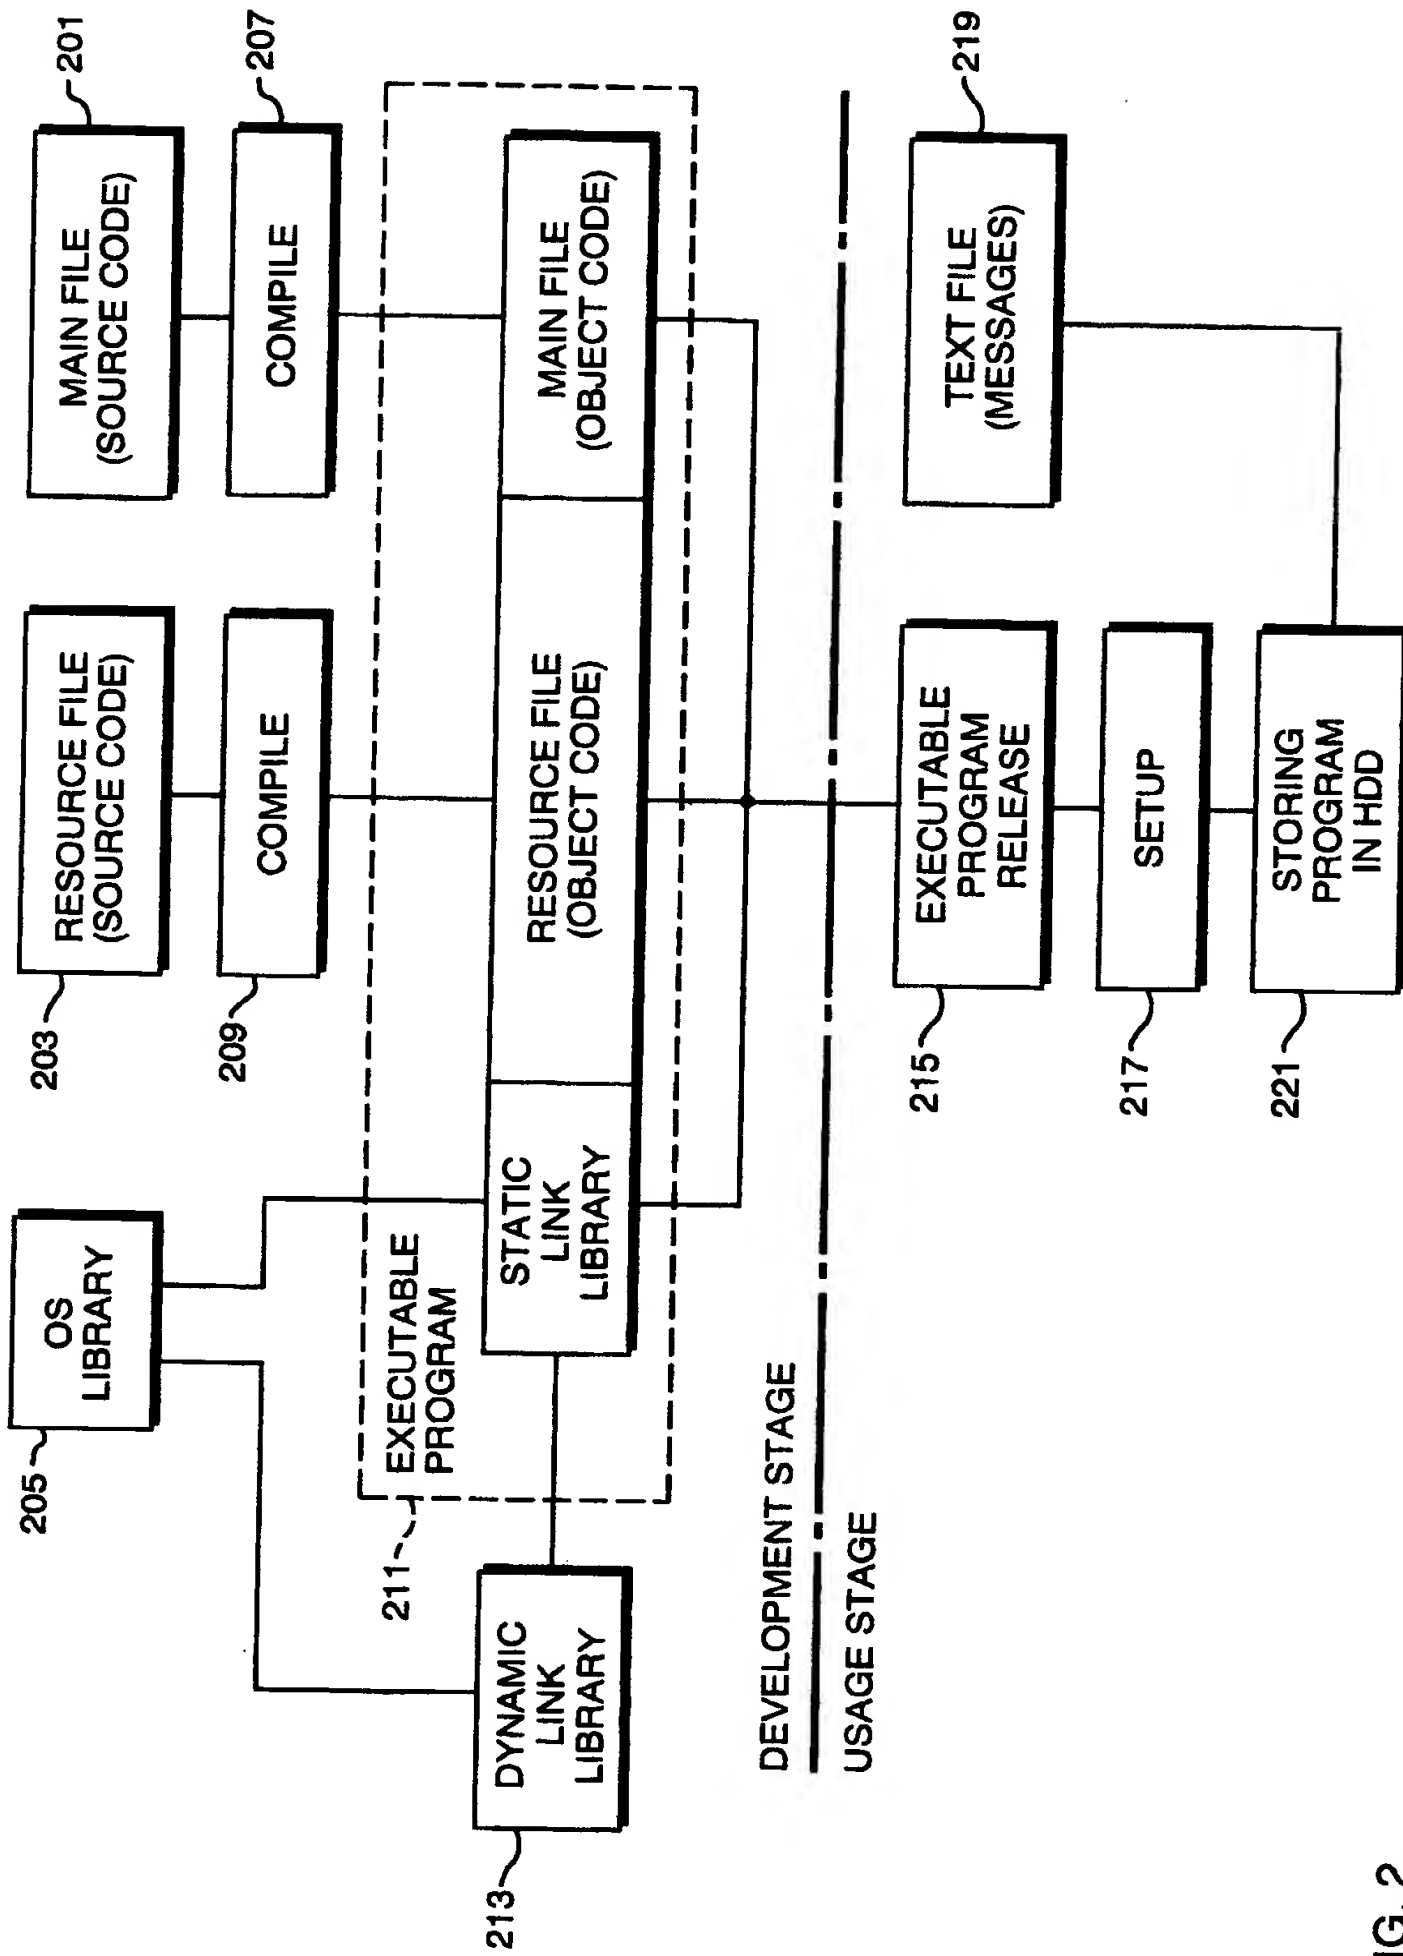 205
OS
LIBRARY
203
RESOURCE FILE
(SOURCE CODE)
201
MAIN FILE
(SOURCE CODE)
209
COMPILE
207
COMPILE
211
EXECUTABLE
PROGRAM
213
DYNAMIC
LINK
LIBRARY
STATIC
LINK
LIBRARY
RESOURCE FILE
(OBJECT CODE)
MAIN FILE
(OBJECT CODE)
DEVELOPMENT STAGE
USAGE STAGE
215
EXECUTABLE
PROGRAM
RELEASE
219
TEXT FILE
(MESSAGES)
217
SETUP
221
STORING
PROGRAM
IN HDD
2